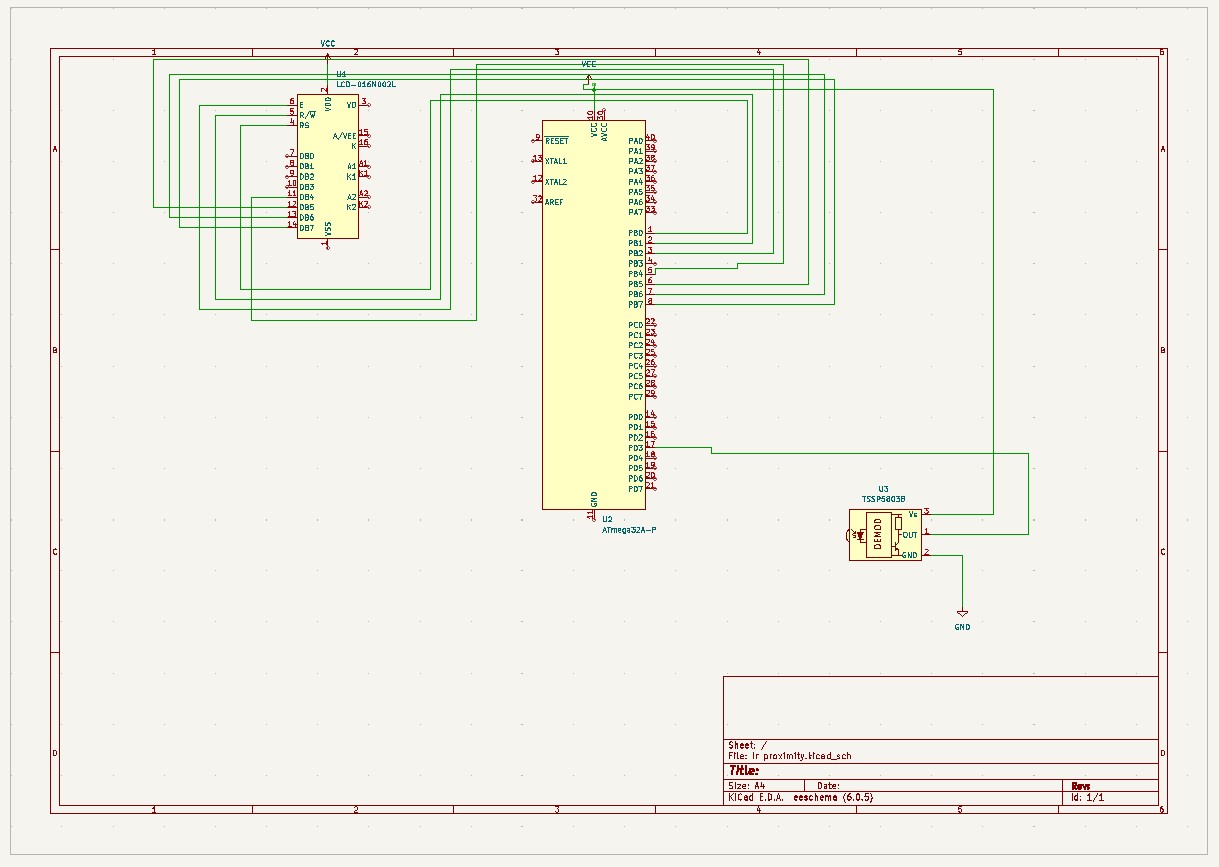 1 2 3 4 5 6
VCC
U1
LCD-016N002L
VCC
6 E VDD 2 VO 3
5 R/W
4 RS
A/VEE 15
K 16
7 DB0
8 DB1 A1 A1
9 DB2 K1 K1
10 DB3
11 DB4 A2 A2
12 DB5 K2 K2
13 DB6
14 DB7
VSS 1
10 30
VCC AVCC
9 RESET PA0 40
PA1 39
13 XTAL1 PA2 38
PA3 37
12 XTAL2 PA4 36
PA5 35
32 AREF PA6 34
PA7 33
PB0 1
PB1 2
PB2 3
PB3 4
PB4 5
PB5 6
PB6 7
PB7 8
PC0 22
PC1 23
PC2 24
PC3 25
PC4 26
PC5 27
PC6 28
PC7 29
PD0 14
PD1 15
PD2 16
PD3 17
PD4 18
PD5 19
PD6 20
PD7 21
GND
11
U2
ATmega32A-P
U3
TSSP58038
Vs 3
DEMOD
OUT 1
GND 2
GND
A A
B B
C C
D D
Sheet: /
File: ir proximity.kicad_sch
Title:
Size: A4 Date: Rev:
KiCad E.D.A. eeschema (6.0.5) Id: 1/1
1 2 3 4 5 6